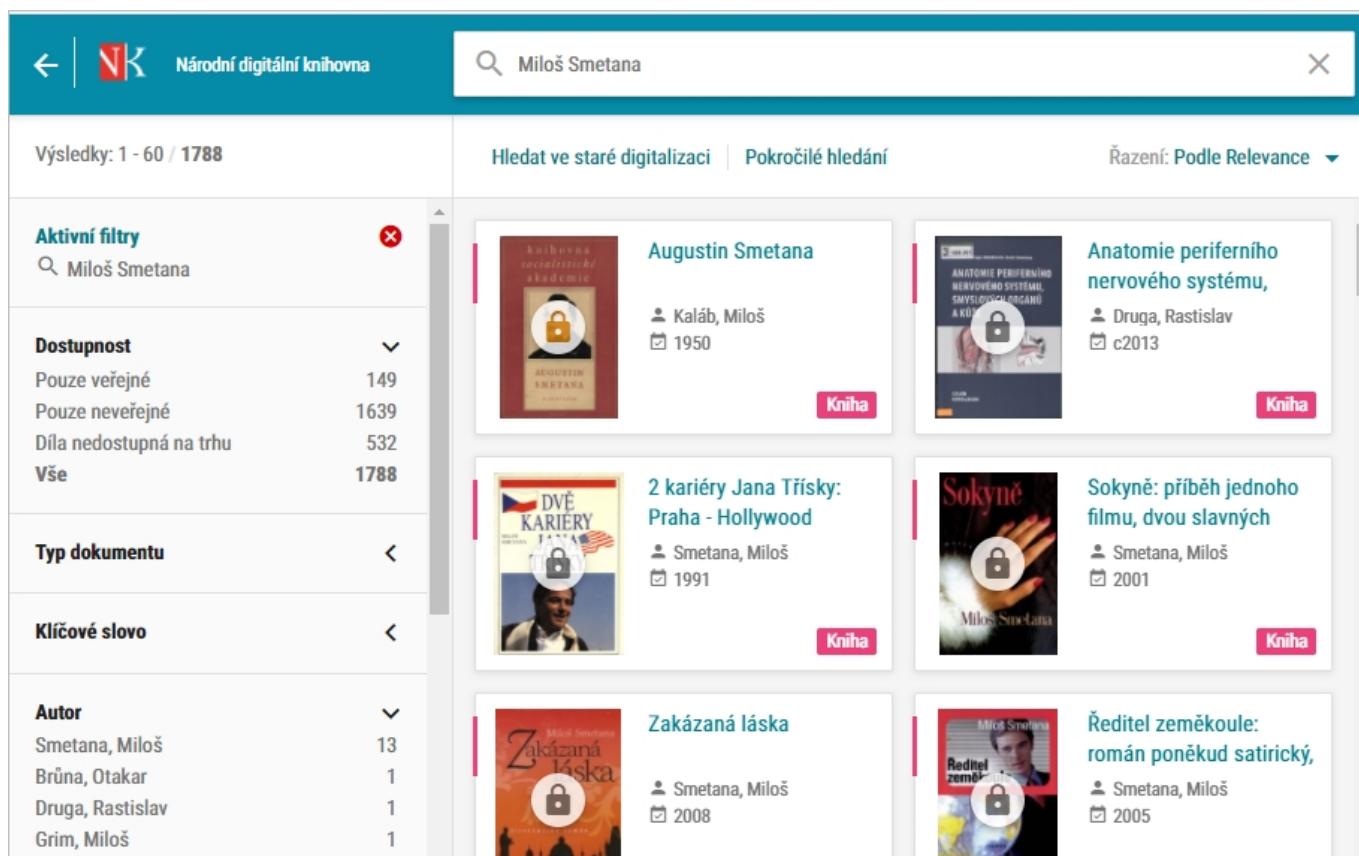 NK
Národní digitální knihovna
Miloš Smetana
Výsledky: 1 - 60 / 1788
Hledat ve staré digitalizaci
Pokročilé hledání
Řazení: Podle Relevance
Aktivní filtry
Miloš Smetana
Dostupnost
Pouze veřejné 149
Pouze neveřejné 1639
Díla nedostupná na trhu 532
Vše 1788
Typ dokumentu
Klíčové slovo
Autor
Smetana, Miloš 13
Brůna, Otakar 1
Druga, Rastislav 1
Grim, Miloš 1
knihovna
socialistické
akademie
AUGUSTIN
SMETANA
Augustin Smetana
Kaláb, Miloš
1950
Kniha
ANATOMIE PERIFERNÍHO
NERVOVÉHO SYSTÉMU,
SMYSLOVÝCH ORGÁNŮ
A KŮŽE
Anatomie periferního
nervového systému,
Druga, Rastislav
c2013
Kniha
DVĚ
KARIÉRY
JANA
2 kariéry Jana Třísky:
Praha - Hollywood
Smetana, Miloš
1991
Kniha
Sokyně
Miloš Smetana
Sokyně: příběh jednoho
filmu, dvou slavných
Smetana, Miloš
2001
Kniha
Miloš Smetana
Zakázaná
láska
Zakázaná láska
Smetana, Miloš
2008
Miloš Smetana
Ředitel
zeměkoule
Ředitel zeměkoule:
román poněkud satirický,
Smetana, Miloš
2005